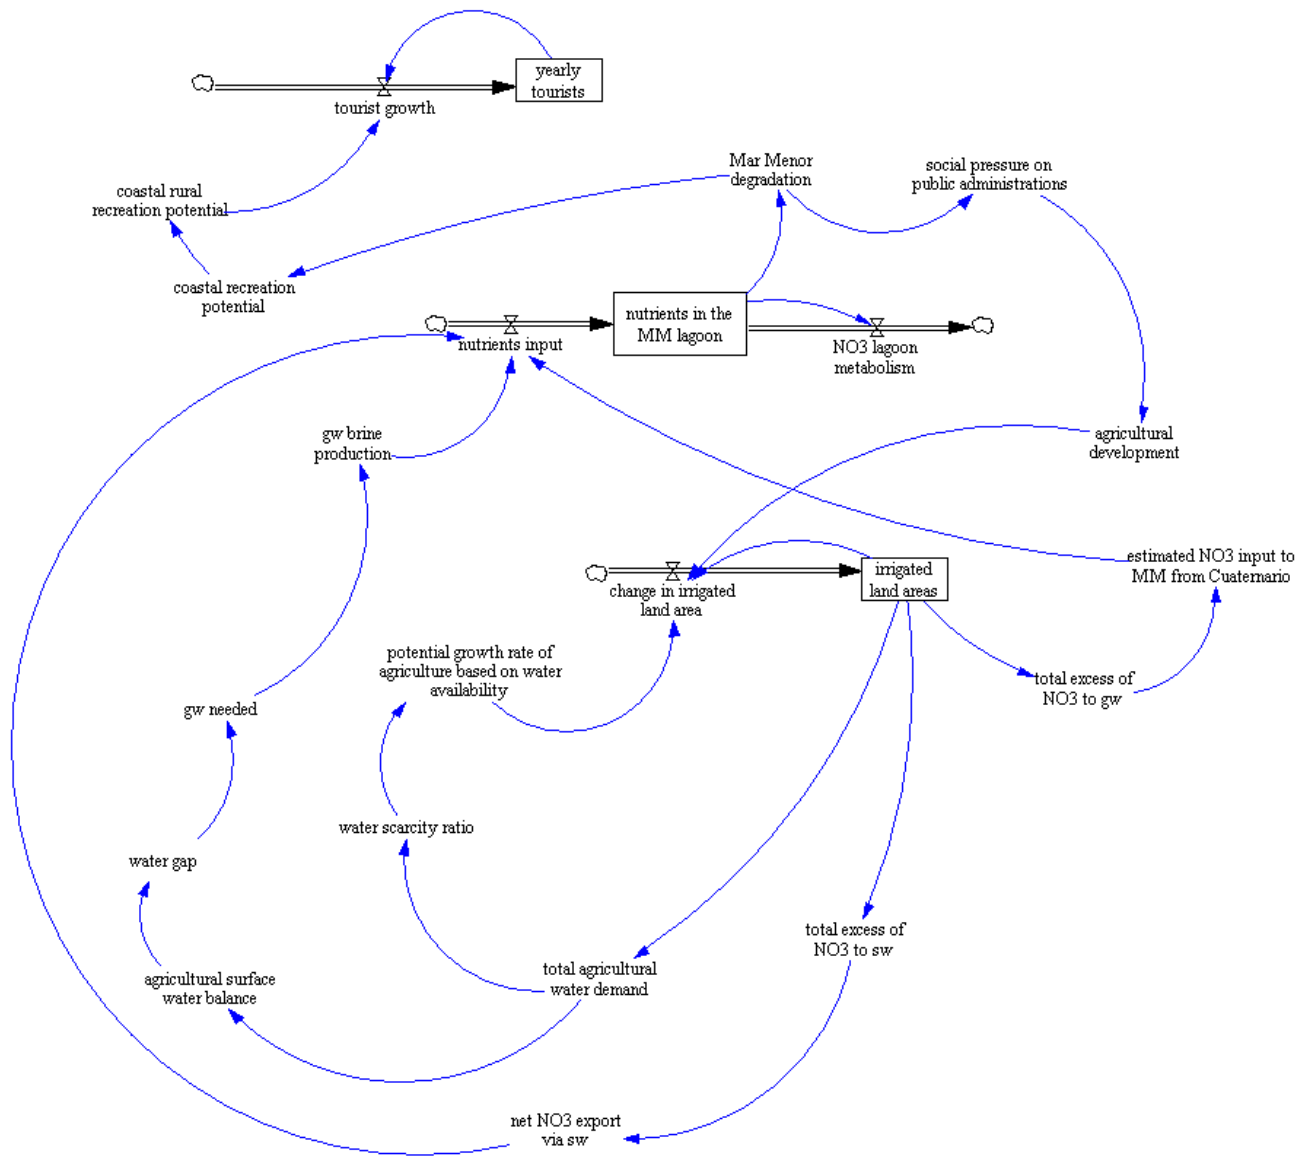 yearly
tourists
tourist growth
Mar Menor
degradation
social pressure on
public administrations
coastal rural
recreation potential
coastal recreation
potential
nutrients in the
MM lagoon
nutrients input
NO3 lagoon
metabolism
gw brine
production
agricultural
development
estimated NO3 input to
MM from Cuaternario
irrigated
land areas
change in irrigated
land area
potential growth rate of
agriculture based on water
availability
total excess of
NO3 to gw
gw needed
water scarcity ratio
water gap
total excess of
NO3 to sw
total agricultural
water demand
agricultural surface
water balance
net NO3 export
via sw